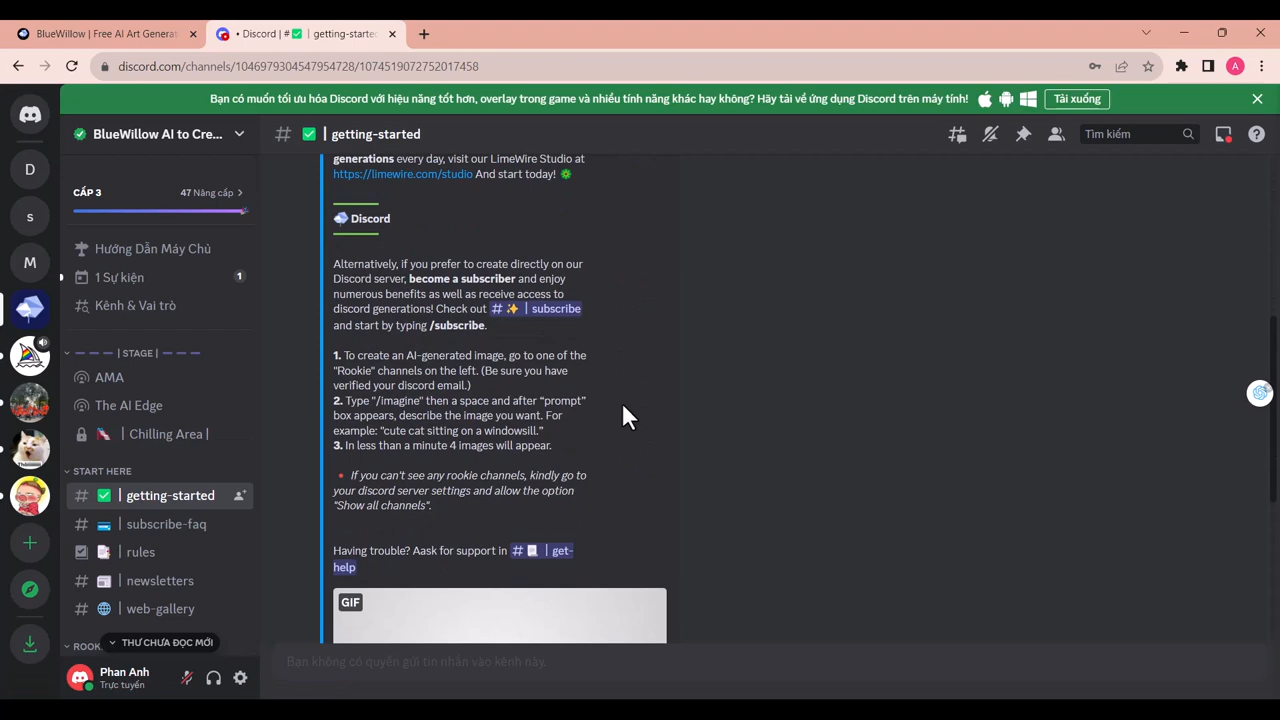 BlueWillow | Free AI Art Generat
• Discord | #✅ | getting-starte
discord.com/channels/1046979304547954728/1074519072752017458
A
Bạn có muốn tối ưu hóa Discord với hiệu năng tốt hơn, overlay trong game và nhiều tính năng khác hay không? Hãy tải về ứng dụng Discord trên máy tính!
Tải xuống
BlueWillow AI to Cre...
✅ | getting-started
Tìm kiếm
CẤP 3
47 Nâng cấp
Hướng Dẫn Máy Chủ
1 Sự kiện
1
Kênh & Vai trò
— — — | STAGE | — — —
AMA
The AI Edge
| Chilling Area |
START HERE
✅ | getting-started
| subscribe-faq
| rules
| newsletters
| web-gallery
ROOK
THƯ CHƯA ĐỌC MỚI
Phan Anh
Trực tuyến
D
s
M
generations every day, visit our LimeWire Studio at
https://limewire.com/studio And start today!
Discord
Alternatively, if you prefer to create directly on our
Discord server, become a subscriber and enjoy
numerous benefits as well as receive access to
discord generations! Check out # ✨ | subscribe
and start by typing /subscribe.
1. To create an AI-generated image, go to one of the
"Rookie" channels on the left. (Be sure you have
verified your discord email.)
2. Type "/imagine" then a space and after “prompt”
box appears, describe the image you want. For
example: "cute cat sitting on a windowsill.”
3. In less than a minute 4 images will appear.
If you can't see any rookie channels, kindly go to
your discord server settings and allow the option
"Show all channels".
Having trouble? Aask for support in # | get-
help
GIF
Bạn không có quyền gửi tin nhắn vào kênh này.